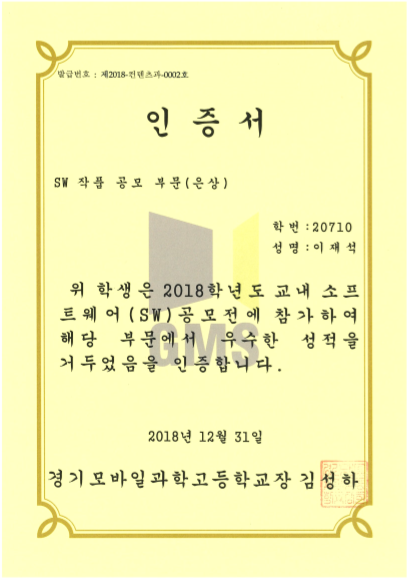 발급번호 : 제2018-컨텐츠과-0002호
인 증 서
SW 작품 공모 부문(은상)
학 번 : 20710
성 명 : 이 재 석
위 학생은 2018학년도 교내 소프
트웨어(SW)공모전에 참가하여
해당 부문에서 우수한 성적을
거두었음을 인증합니다.
GMS
2018년 12월 31일
경기모바일과학고등학교장 김성하